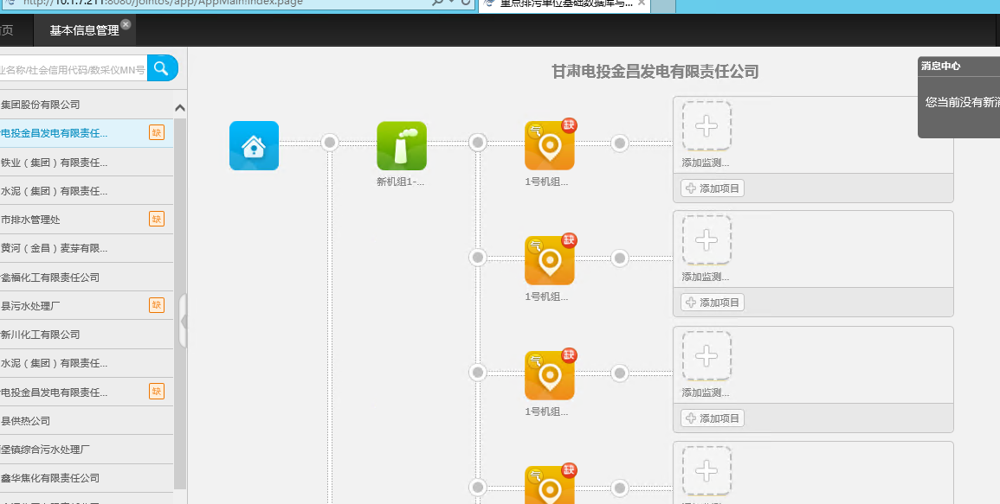 http://10.1.7.211:8080/jointos/app/AppMain!index.page
重点排污单位基础数据库与...
页
基本信息管理
业名称/社会信用代码/数采仪MN号
甘肃电投金昌发电有限责任公司
消息中心
您当前没有新消
集团股份有限公司
电投金昌发电有限责任... 缺
铁业（集团）有限责任...
水泥（集团）有限责任...
市排水管理处 缺
黄河（金昌）麦芽有限...
瓮福化工有限责任公司
县污水处理厂 缺
新川化工有限公司
水泥（集团）有限责任...
电投金昌发电有限责任... 缺
县供热公司
堡镇综合污水处理厂
鑫华焦化有限责任公司
新机组1-...
气 缺
1号机组...
添加监测...
添加项目
气 缺
1号机组...
添加监测...
添加项目
气 缺
1号机组...
添加监测...
添加项目
气 缺